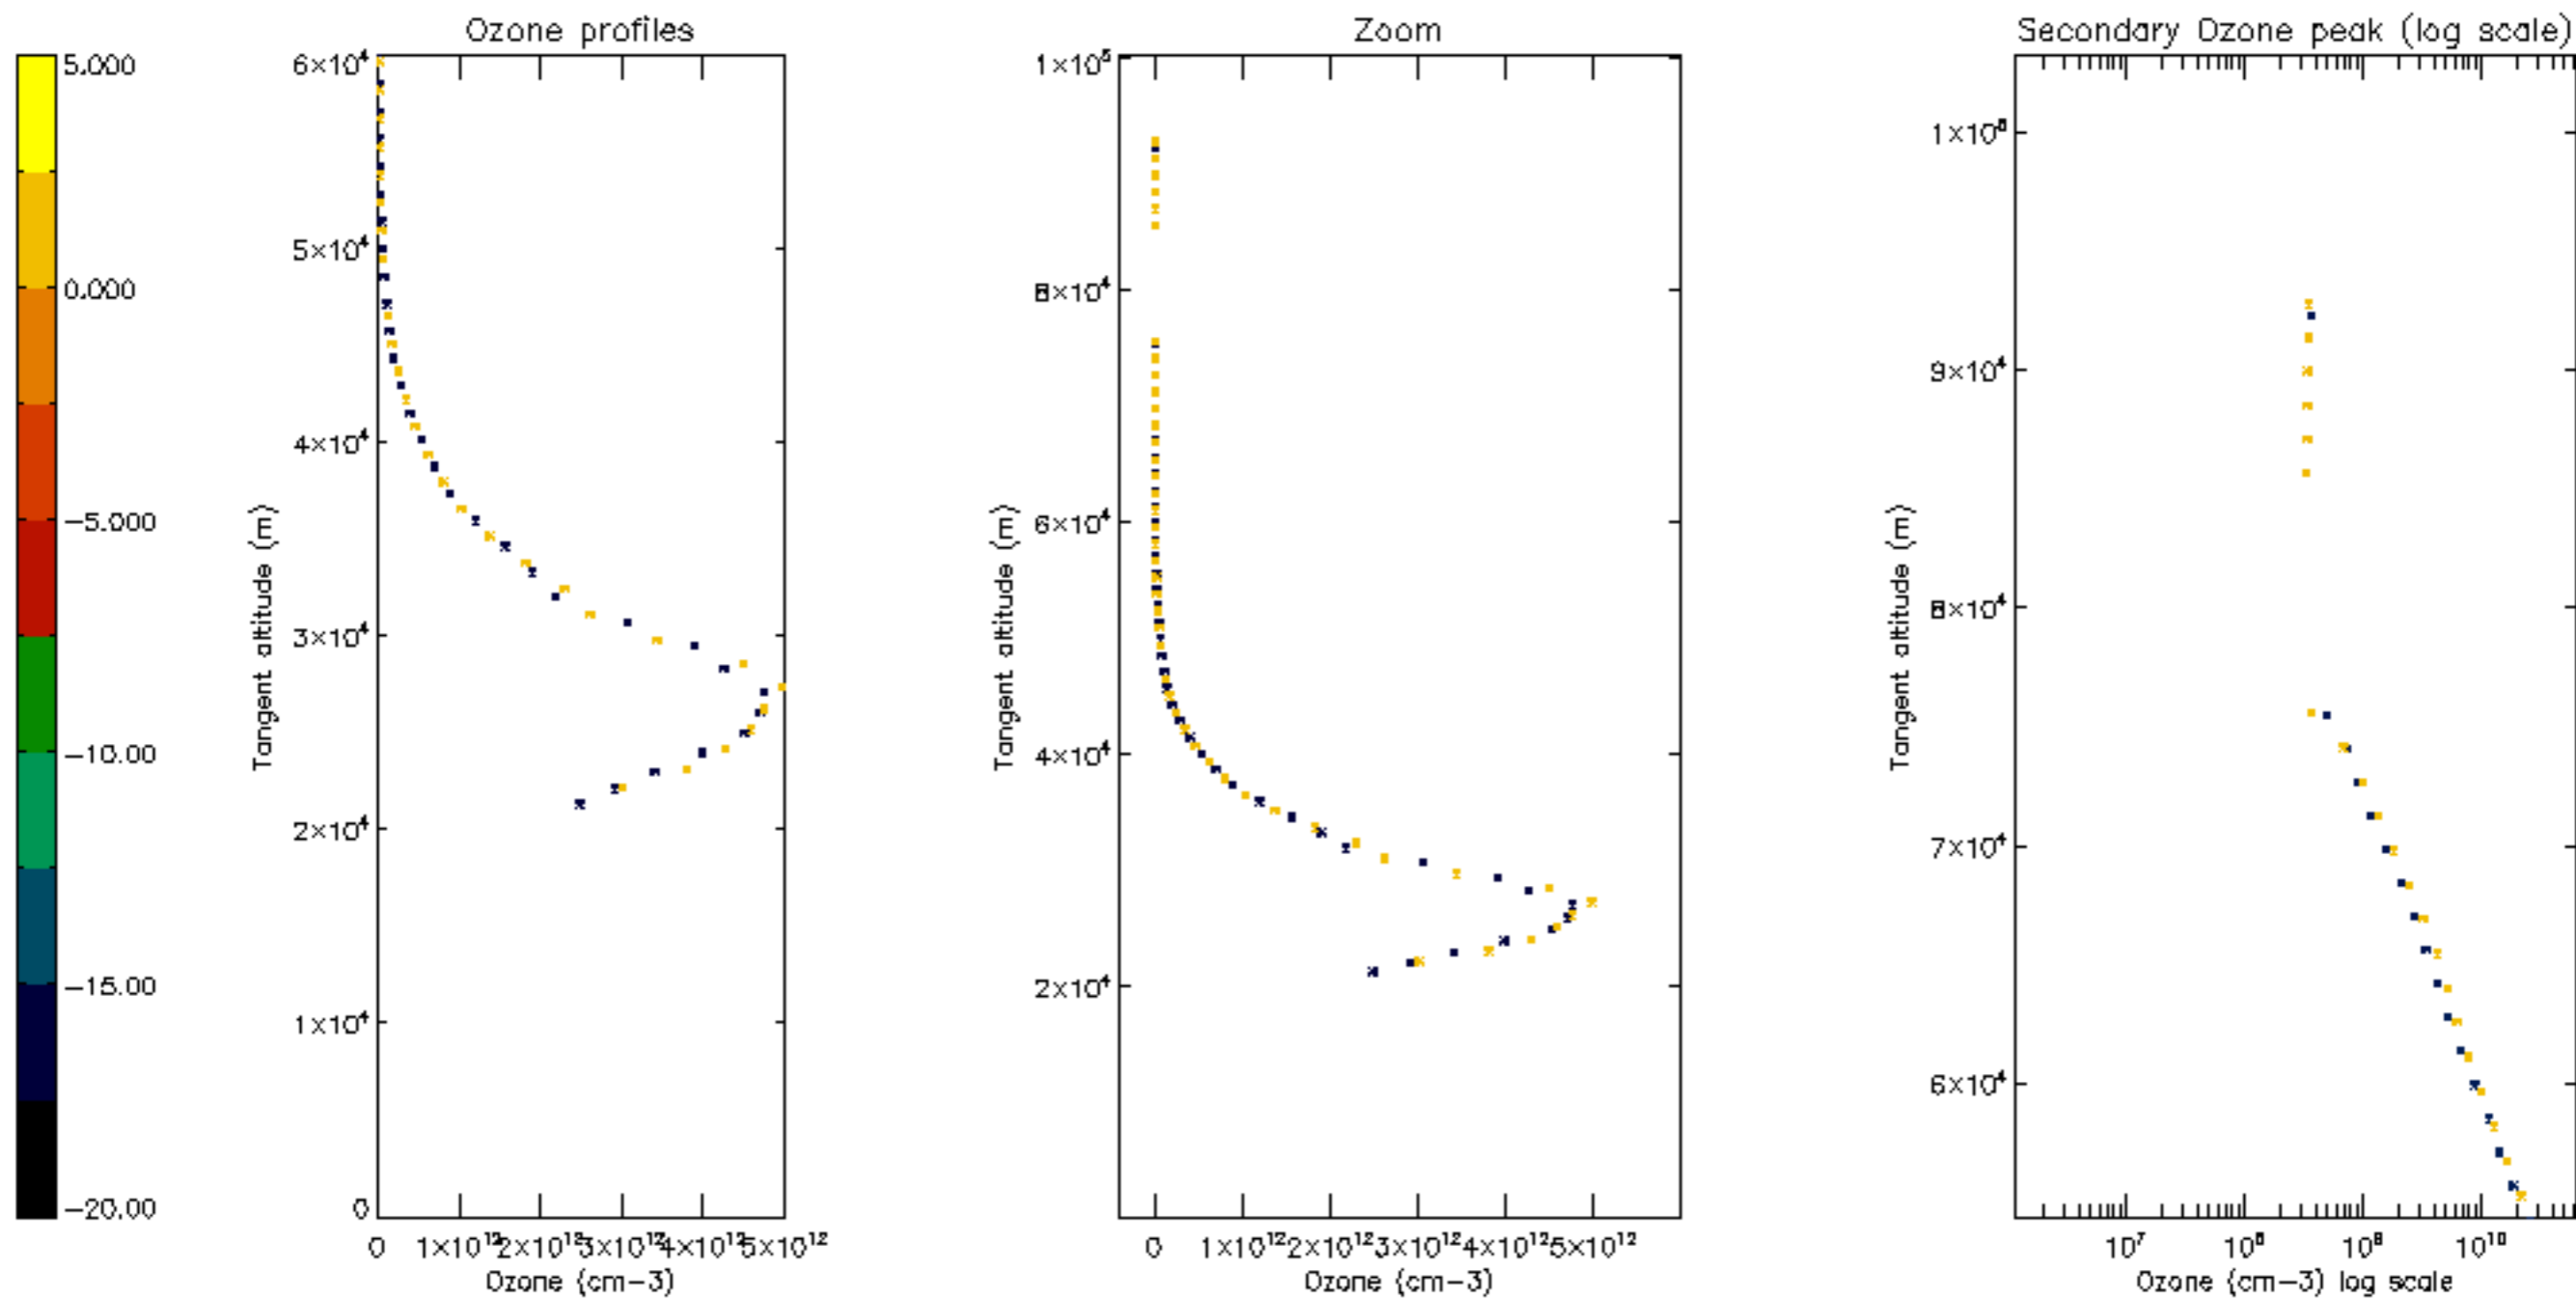 Ozone profiles
Zoom
Secondary Ozone peak (log scale)
5.000
0.000
-5.000
-10.00
-15.00
-20.00
6×10⁴
5×10⁴
4×10⁴
3×10⁴
2×10⁴
1×10⁴
0
Tangent altitude (m)
0 1×10¹² 2×10¹² 3×10¹² 4×10¹² 5×10¹²
Ozone (cm-3)
1×10⁵
8×10⁴
6×10⁴
4×10⁴
2×10⁴
Tangent altitude (m)
0 1×10¹² 2×10¹² 3×10¹² 4×10¹² 5×10¹²
Ozone (cm-3)
1×10⁵
9×10⁴
8×10⁴
7×10⁴
6×10⁴
Tangent altitude (m)
10⁷ 10⁸ 10⁹ 10¹⁰
Ozone (cm-3) log scale